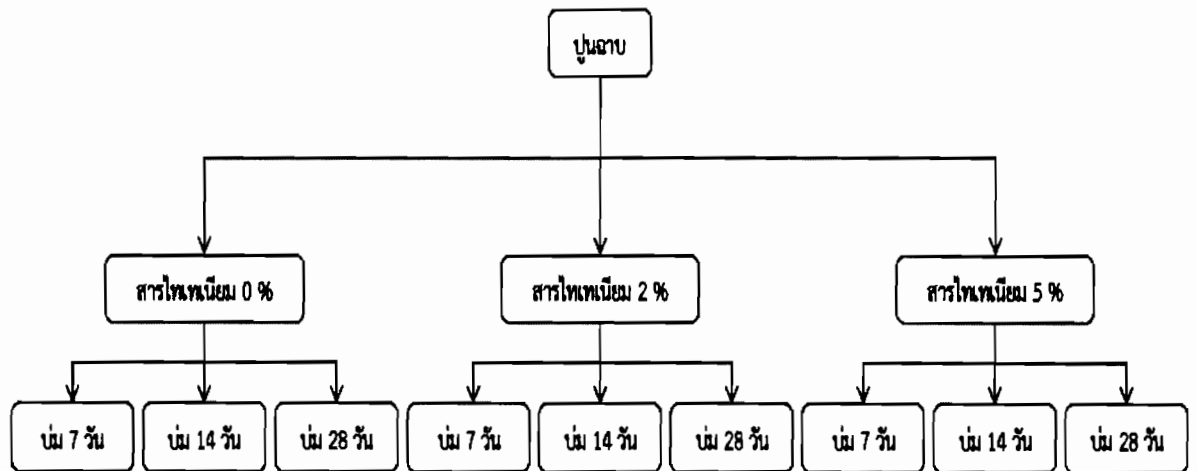 ปูนฉาบ
สารไทเทเนียม 0 %
สารไทเทเนียม 2 %
สารไทเทเนียม 5 %
บ่ม 7 วัน
บ่ม 14 วัน
บ่ม 28 วัน
บ่ม 7 วัน
บ่ม 14 วัน
บ่ม 28 วัน
บ่ม 7 วัน
บ่ม 14 วัน
บ่ม 28 วัน